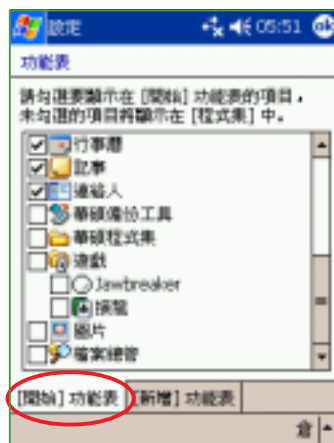 設定 05:51 ok
功能表
請勾選要顯示在 [開始] 功能表的項目，
未勾選的項目將顯示在 [程式集] 中。
行事曆
記事
連絡人
華碩備份工具
華碩程式集
遊戲
Jawbreaker
接龍
圖片
檔案總管
[開始] 功能表 [新增] 功能表
倉